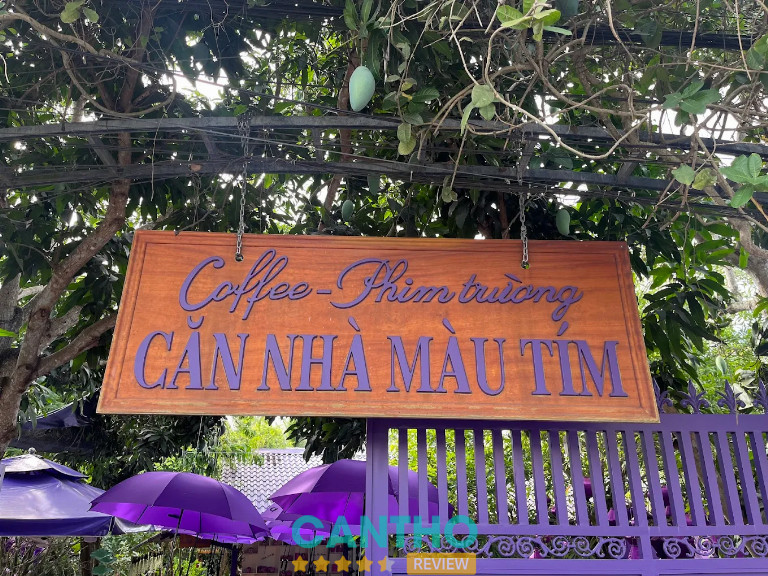 Coffee - Phim trường
CĂN NHÀ MÀU TÍM
CANTHO
REVIEW